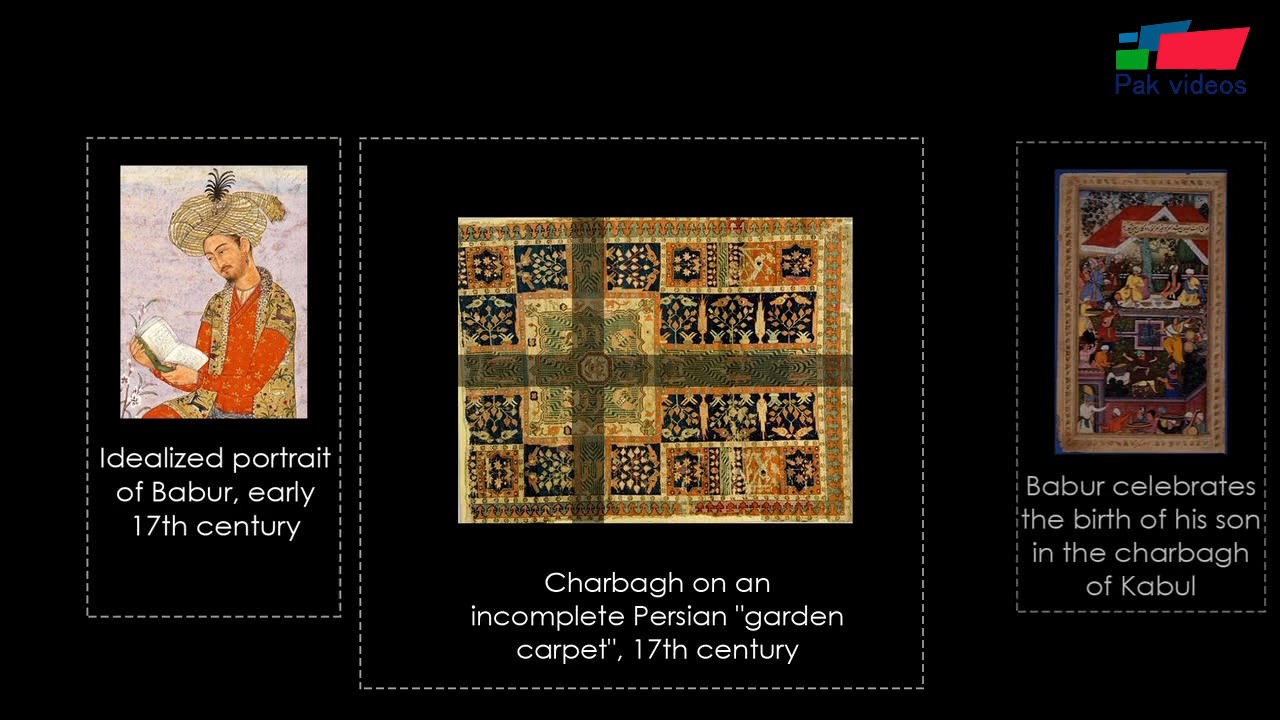 Pak videos
Idealized portrait
of Babur, early
17th century
Charbagh on an
incomplete Persian "garden
carpet", 17th century
Babur celebrates
the birth of his son
in the charbagh
of Kabul